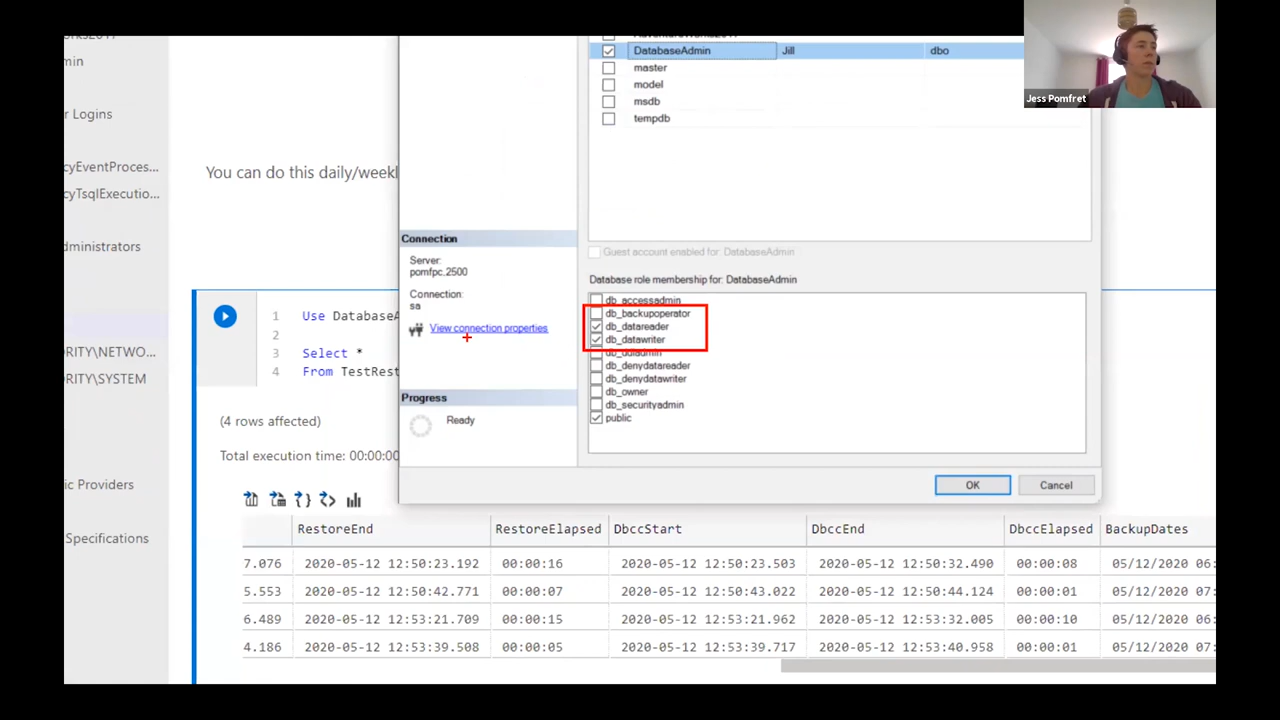 min
DatabaseAdmin Jill dbo
master
model
msdb
tempdb
Jess Pomfret
r Logins
cyEventProces...
cyTsqlExecutio...
dministrators
ORITY\NETWO...
ORITY\SYSTEM
ic Providers
Specifications
You can do this daily/weekl
Connection
Server:
pomfpc,2500
Connection:
sa
View connection properties
Progress
Ready
Guest account enabled for: DatabaseAdmin
Database role membership for: DatabaseAdmin
db_accessadmin
db_backupoperator
db_datareader
db_datawriter
db_ddladmin
db_denydatareader
db_denydatawriter
db_owner
db_securityadmin
public
OK Cancel
1 Use DatabaseA
2
3 Select *
4 From TestRest
(4 rows affected)
Total execution time: 00:00:00
RestoreEnd RestoreElapsed DbccStart DbccEnd DbccElapsed BackupDates
7.076 2020-05-12 12:50:23.192 00:00:16 2020-05-12 12:50:23.503 2020-05-12 12:50:32.490 00:00:08 05/12/2020 06:
5.553 2020-05-12 12:50:42.771 00:00:07 2020-05-12 12:50:43.022 2020-05-12 12:50:44.124 00:00:01 05/12/2020 07:
6.489 2020-05-12 12:53:21.709 00:00:15 2020-05-12 12:53:21.962 2020-05-12 12:53:32.005 00:00:10 05/12/2020 06:
4.186 2020-05-12 12:53:39.508 00:00:05 2020-05-12 12:53:39.717 2020-05-12 12:53:40.958 00:00:01 05/12/2020 07: